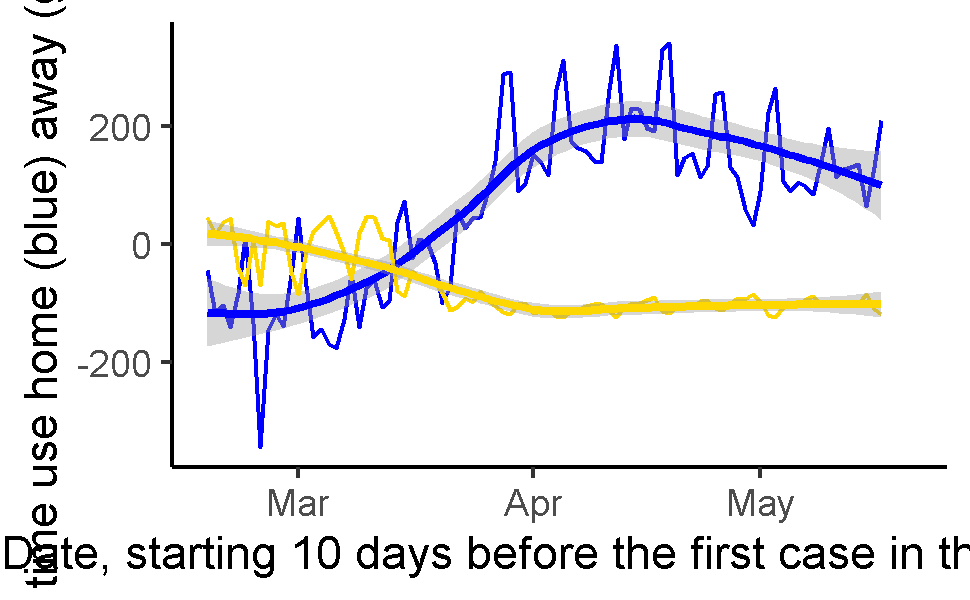 time use home (blue) away (
200
0
-200
Mar Apr May
Date, starting 10 days before the first case in th